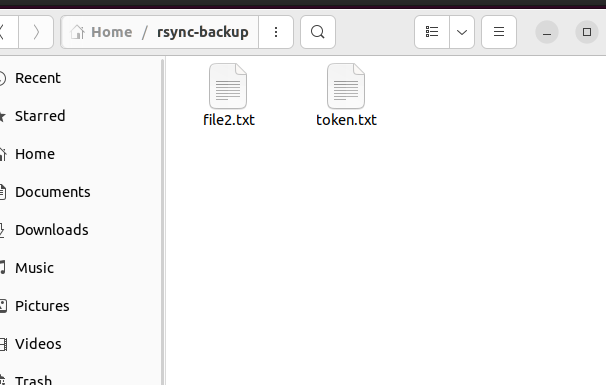 Home / rsync-backup
Recent
Starred
Home
Documents
Downloads
Music
Pictures
Videos
Trash
file2.txt
token.txt